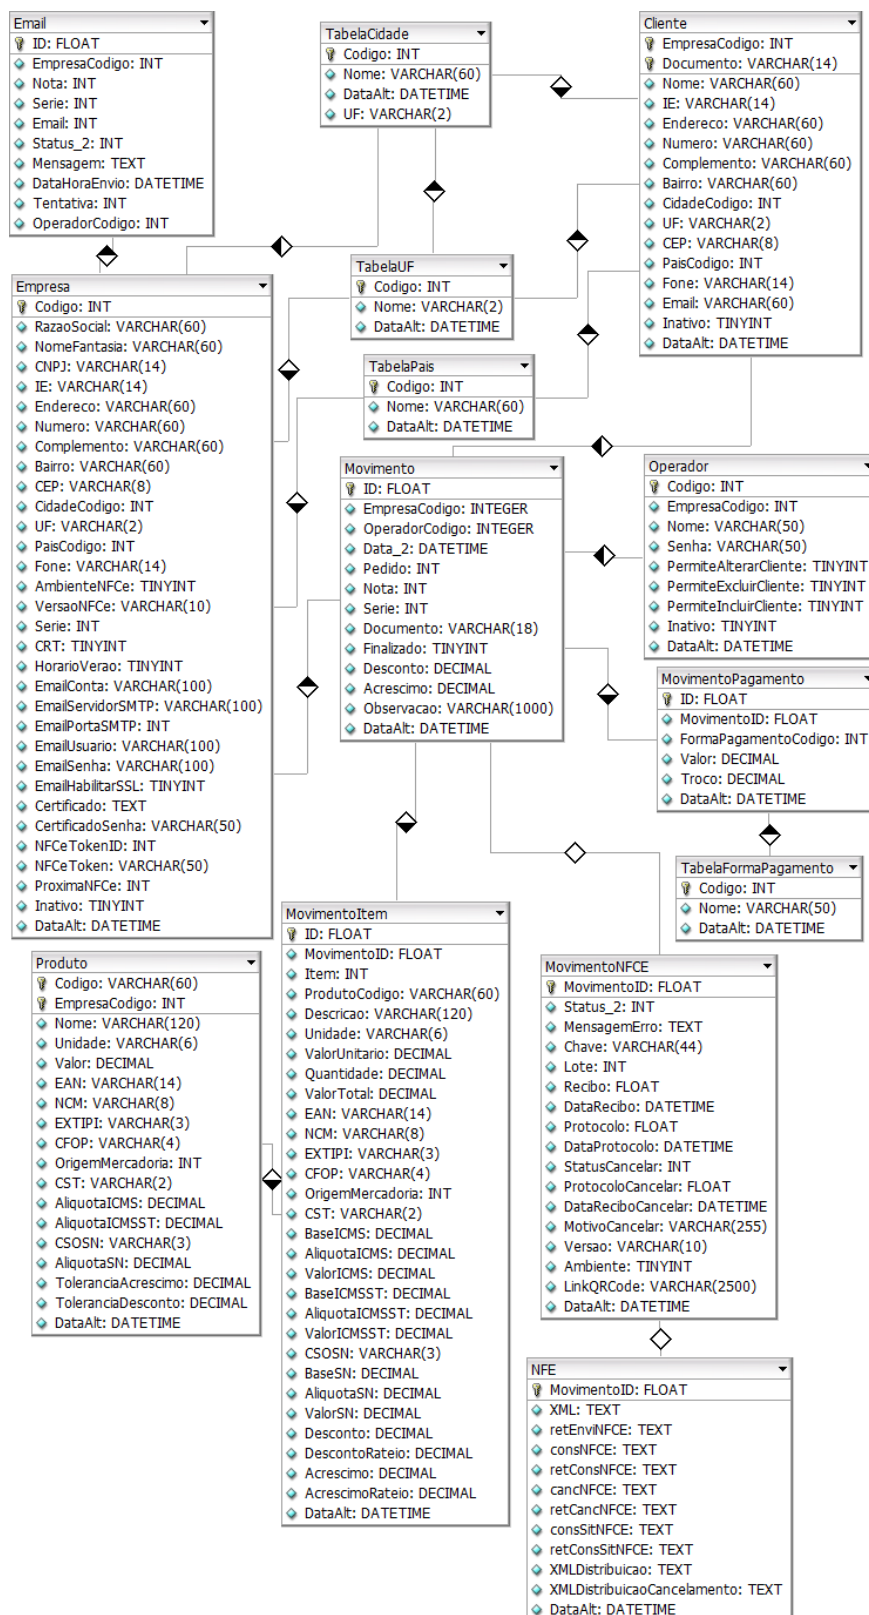 Email
ID: FLOAT
EmpresaCodigo: INT
Nota: INT
Serie: INT
Email: INT
Status_2: INT
Mensagem: TEXT
DataHoraEnvio: DATETIME
Tentativa: INT
OperadorCodigo: INT
TabelaCidade
Codigo: INT
Nome: VARCHAR(60)
DataAlt: DATETIME
UF: VARCHAR(2)
Cliente
EmpresaCodigo: INT
Documento: VARCHAR(14)
Nome: VARCHAR(60)
IE: VARCHAR(14)
Endereco: VARCHAR(60)
Numero: VARCHAR(60)
Complemento: VARCHAR(60)
Bairro: VARCHAR(60)
CidadeCodigo: INT
UF: VARCHAR(2)
CEP: VARCHAR(8)
PaisCodigo: INT
Fone: VARCHAR(14)
Email: VARCHAR(60)
Inativo: TINYINT
DataAlt: DATETIME
Empresa
Codigo: INT
RazaoSocial: VARCHAR(60)
NomeFantasia: VARCHAR(60)
CNPJ: VARCHAR(14)
IE: VARCHAR(14)
Endereco: VARCHAR(60)
Numero: VARCHAR(60)
Complemento: VARCHAR(60)
Bairro: VARCHAR(60)
CEP: VARCHAR(8)
CidadeCodigo: INT
UF: VARCHAR(2)
PaisCodigo: INT
Fone: VARCHAR(14)
AmbienteNFCe: TINYINT
VersaoNFCe: VARCHAR(10)
Serie: INT
CRT: TINYINT
HorarioVerao: TINYINT
EmailConta: VARCHAR(100)
EmailServidorSMTP: VARCHAR(100)
EmailPortaSMTP: INT
EmailUsuario: VARCHAR(100)
EmailSenha: VARCHAR(100)
EmailHabilitarSSL: TINYINT
Certificado: TEXT
CertificadoSenha: VARCHAR(50)
NFCeTokenID: INT
NFCeToken: VARCHAR(50)
ProximaNFCe: INT
Inativo: TINYINT
DataAlt: DATETIME
TabelaUF
Codigo: INT
Nome: VARCHAR(2)
DataAlt: DATETIME
TabelaPais
Codigo: INT
Nome: VARCHAR(60)
DataAlt: DATETIME
Movimento
ID: FLOAT
EmpresaCodigo: INTEGER
OperadorCodigo: INTEGER
Data_2: DATETIME
Pedido: INT
Nota: INT
Serie: INT
Documento: VARCHAR(18)
Finalizado: TINYINT
Desconto: DECIMAL
Acrescimo: DECIMAL
Observacao: VARCHAR(1000)
DataAlt: DATETIME
Operador
Codigo: INT
EmpresaCodigo: INT
Nome: VARCHAR(50)
Senha: VARCHAR(50)
PermiteAlterarCliente: TINYINT
PermiteExcluirCliente: TINYINT
PermiteIncluirCliente: TINYINT
Inativo: TINYINT
DataAlt: DATETIME
MovimentoPagamento
ID: FLOAT
MovimentoID: FLOAT
FormaPagamentoCodigo: INT
Valor: DECIMAL
Troco: DECIMAL
DataAlt: DATETIME
TabelaFormaPagamento
Codigo: INT
Nome: VARCHAR(50)
DataAlt: DATETIME
Produto
Codigo: VARCHAR(60)
EmpresaCodigo: INT
Nome: VARCHAR(120)
Unidade: VARCHAR(6)
Valor: DECIMAL
EAN: VARCHAR(14)
NCM: VARCHAR(8)
EXTIPI: VARCHAR(3)
CFOP: VARCHAR(4)
OrigemMercadoria: INT
CST: VARCHAR(2)
AliquotaICMS: DECIMAL
AliquotaICMSST: DECIMAL
CSOSN: VARCHAR(3)
AliquotaSN: DECIMAL
ToleranciaAcrescimo: DECIMAL
ToleranciaDesconto: DECIMAL
DataAlt: DATETIME
MovimentoItem
ID: FLOAT
MovimentoID: FLOAT
Item: INT
ProdutoCodigo: VARCHAR(60)
Descricao: VARCHAR(120)
Unidade: VARCHAR(6)
ValorUnitario: DECIMAL
Quantidade: DECIMAL
ValorTotal: DECIMAL
EAN: VARCHAR(14)
NCM: VARCHAR(8)
EXTIPI: VARCHAR(3)
CFOP: VARCHAR(4)
OrigemMercadoria: INT
CST: VARCHAR(2)
BaseICMS: DECIMAL
AliquotaICMS: DECIMAL
ValorICMS: DECIMAL
BaseICMSST: DECIMAL
AliquotaICMSST: DECIMAL
ValorICMSST: DECIMAL
CSOSN: VARCHAR(3)
BaseSN: DECIMAL
AliquotaSN: DECIMAL
ValorSN: DECIMAL
Desconto: DECIMAL
DescontoRateio: DECIMAL
Acrescimo: DECIMAL
AcrescimoRateio: DECIMAL
DataAlt: DATETIME
MovimentoNFCE
MovimentoID: FLOAT
Status_2: INT
MensagemErro: TEXT
Chave: VARCHAR(44)
Lote: INT
Recibo: FLOAT
DataRecibo: DATETIME
Protocolo: FLOAT
DataProtocolo: DATETIME
StatusCancelar: INT
ProtocoloCancelar: FLOAT
DataReciboCancelar: DATETIME
MotivoCancelar: VARCHAR(255)
Versao: VARCHAR(10)
Ambiente: TINYINT
LinkQRCode: VARCHAR(2500)
DataAlt: DATETIME
NFE
MovimentoID: FLOAT
XML: TEXT
retEnviNFCE: TEXT
consNFCE: TEXT
retConsNFCE: TEXT
cancNFCE: TEXT
retCancNFCE: TEXT
consSitNFCE: TEXT
retConsSitNFCE: TEXT
XMLDistribuicao: TEXT
XMLDistribuicaoCancelamento: TEXT
DataAlt: DATETIME